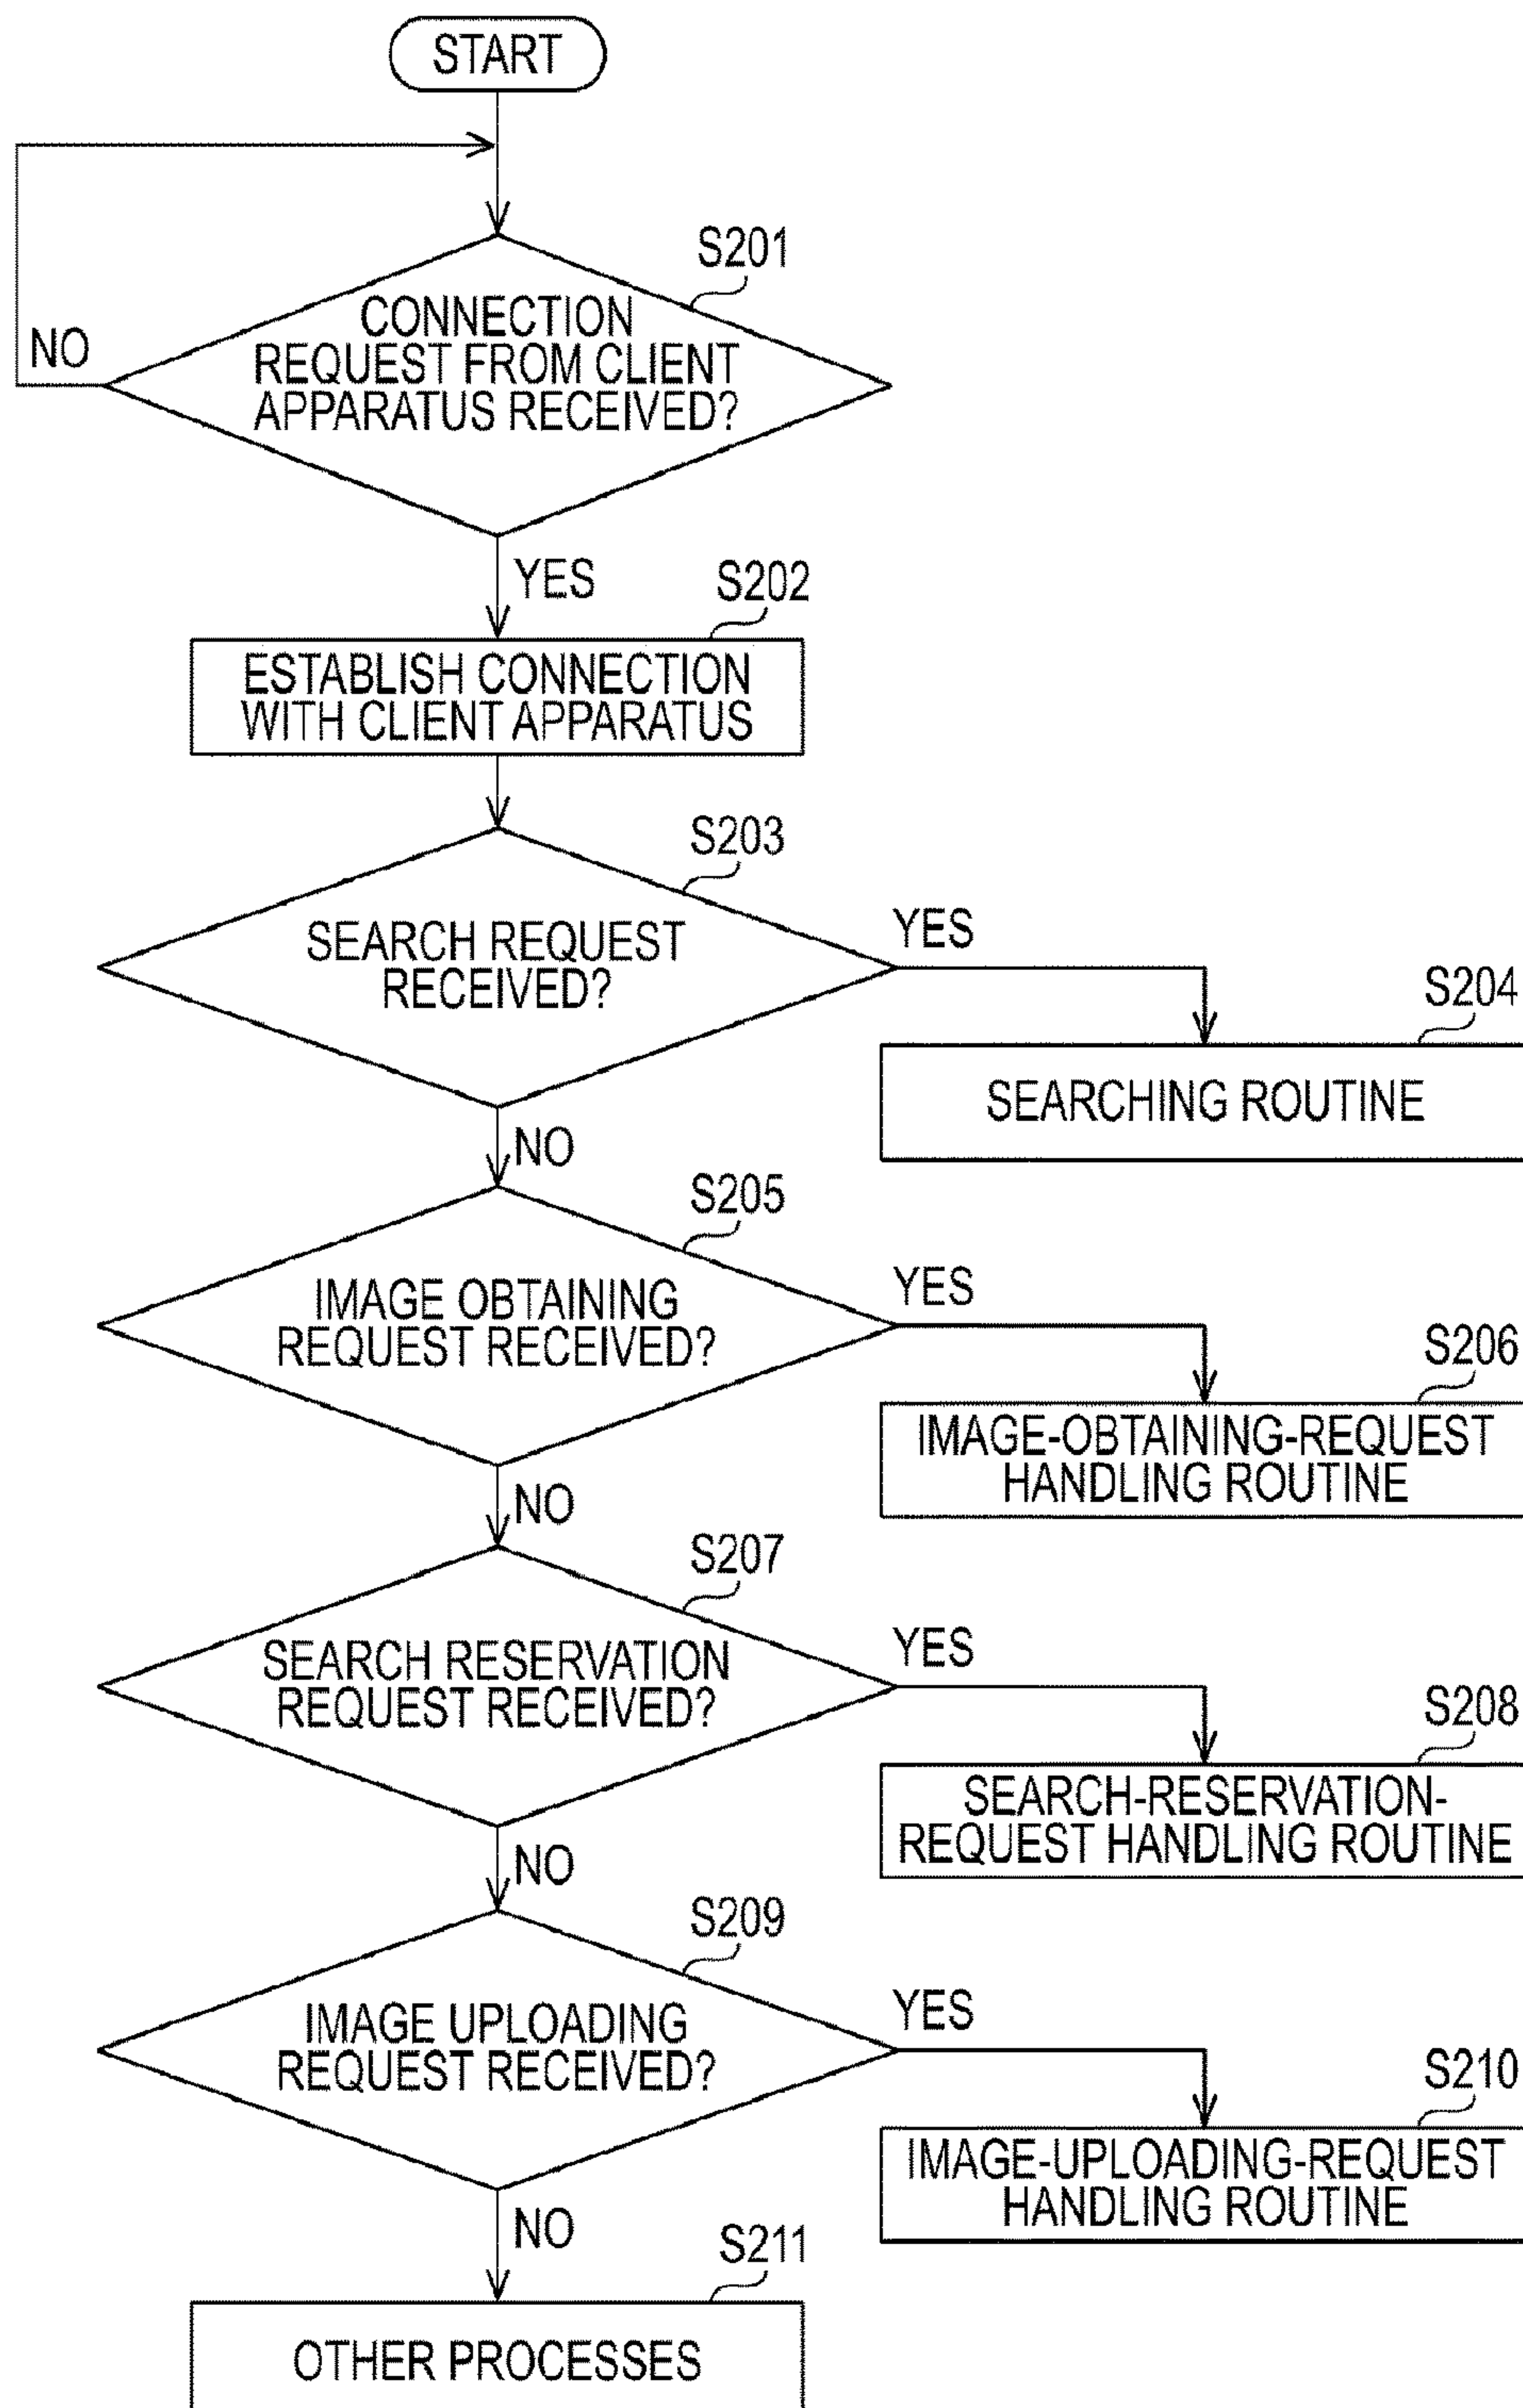 START
S201
CONNECTION
REQUEST FROM CLIENT
APPARATUS RECEIVED?
NO
YES
S202
ESTABLISH CONNECTION
WITH CLIENT APPARATUS
S203
SEARCH REQUEST
RECEIVED?
YES
S204
SEARCHING ROUTINE
NO
S205
IMAGE OBTAINING
REQUEST RECEIVED?
YES
S206
IMAGE-OBTAINING-REQUEST
HANDLING ROUTINE
NO
S207
SEARCH RESERVATION
REQUEST RECEIVED?
YES
S208
SEARCH-RESERVATION-
REQUEST HANDLING ROUTINE
NO
S209
IMAGE UPLOADING
REQUEST RECEIVED?
YES
S210
IMAGE-UPLOADING-REQUEST
HANDLING ROUTINE
NO
S211
OTHER PROCESSES